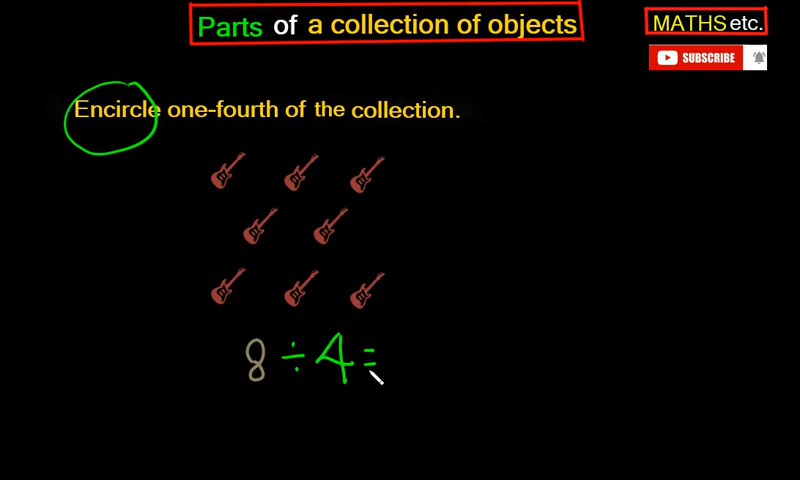 Parts of a collection of objects
MATHS etc.
SUBSCRIBE
Encircle one-fourth of the collection.
8 ÷ 4 =